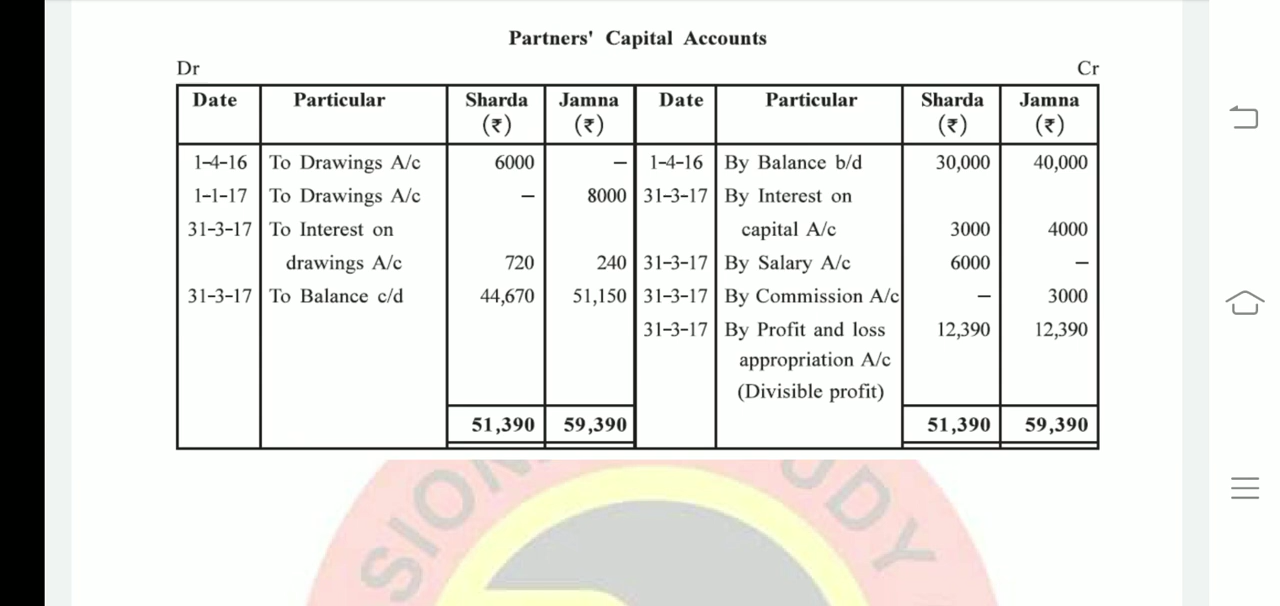 Partners' Capital Accounts
Dr Cr
Date Particular Sharda Jamna Date Particular Sharda Jamna
(₹) (₹) (₹) (₹)
1-4-16 To Drawings A/c 6000 – 1-4-16 By Balance b/d 30,000 40,000
1-1-17 To Drawings A/c – 8000 31-3-17 By Interest on
31-3-17 To Interest on capital A/c 3000 4000
drawings A/c 720 240 31-3-17 By Salary A/c 6000 –
31-3-17 To Balance c/d 44,670 51,150 31-3-17 By Commission A/c – 3000
31-3-17 By Profit and loss 12,390 12,390
appropriation A/c
(Divisible profit)
51,390 59,390 51,390 59,390